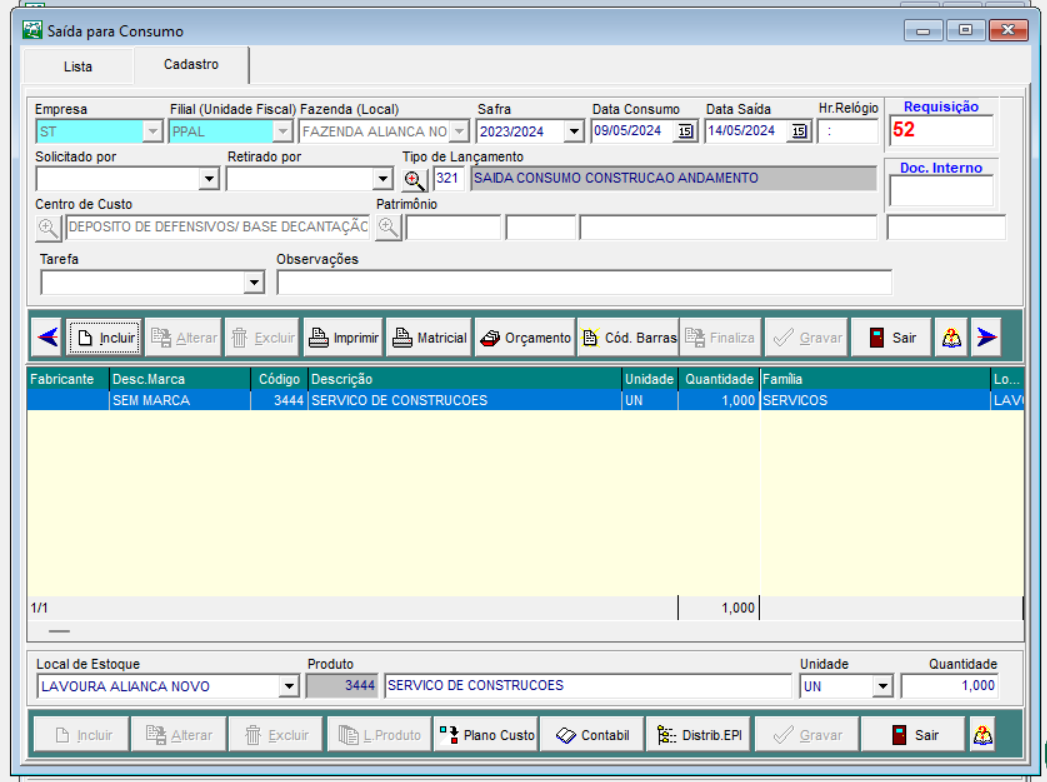 Saída para Consumo
Lista Cadastro
Empresa Filial (Unidade Fiscal) Fazenda (Local) Safra Data Consumo Data Saída Hr.Relógio Requisição
ST PPAL FAZENDA ALIANCA NO 2023/2024 09/05/2024 15 14/05/2024 15 : 52
Solicitado por Retirado por Tipo de Lançamento Doc. Interno
321 SAIDA CONSUMO CONSTRUCAO ANDAMENTO
Centro de Custo Patrimônio
DEPOSITO DE DEFENSIVOS/ BASE DECANTAÇÃO
Tarefa Observações
Incluir Alterar Excluir Imprimir Matricial Orçamento Cód. Barras Finaliza Gravar Sair
Fabricante Desc.Marca Código Descrição Unidade Quantidade Família Lo...
SEM MARCA 3444 SERVICO DE CONSTRUCOES UN 1,000 SERVICOS LAVO
1/1 1,000
Local de Estoque Produto Unidade Quantidade
LAVOURA ALIANCA NOVO 3444 SERVICO DE CONSTRUCOES UN 1,000
Incluir Alterar Excluir L.Produto Plano Custo Contabil Distrib.EPI Gravar Sair